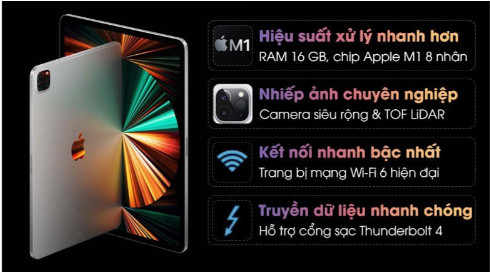 M1
Hiệu suất xử lý nhanh hơn
RAM 16 GB, chip Apple M1 8 nhân
Nhiếp ảnh chuyên nghiệp
Camera siêu rộng & TOF LiDAR
Kết nối nhanh bậc nhất
Trang bị mạng Wi-Fi 6 hiện đại
Truyền dữ liệu nhanh chóng
Hỗ trợ cổng sạc Thunderbolt 4